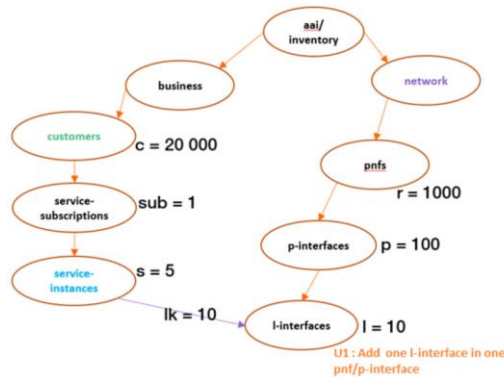 aai/
inventory
business
network
customers
c = 20 000
pnfs
r = 1000
service-
subscriptions
sub = 1
p-interfaces
p = 100
service-
instances
s = 5
lk = 10
l-interfaces
l = 10
U1 : Add one l-interface in one
pnf/p-interface